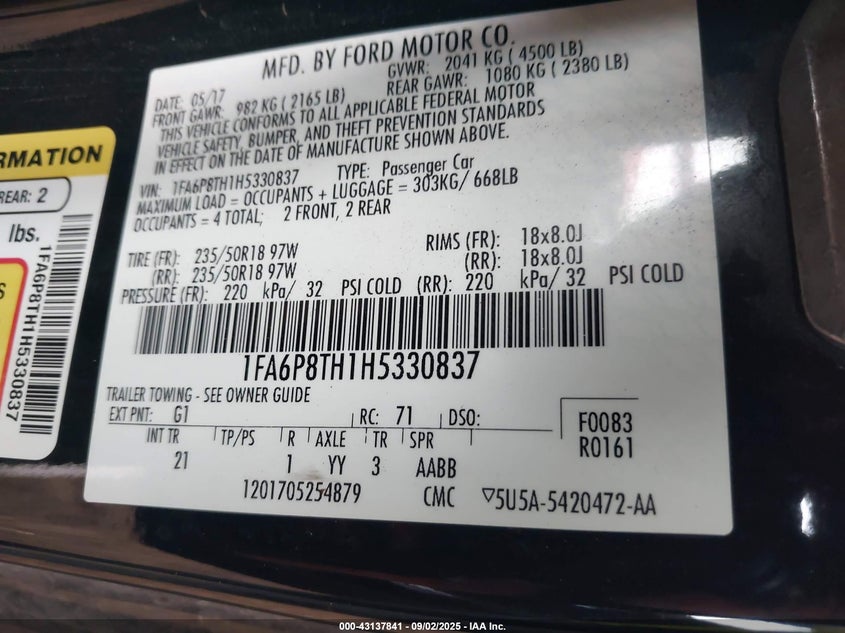 MFD. BY FORD MOTOR CO.
DATE: 05/17 GVWR: 2041 KG ( 4500 LB)
FRONT GAWR: 982 KG ( 2165 LB) REAR GAWR: 1080 KG ( 2380 LB)
THIS VEHICLE CONFORMS TO ALL APPLICABLE FEDERAL MOTOR
VEHICLE SAFETY, BUMPER, AND THEFT PREVENTION STANDARDS
IN EFFECT ON THE DATE OF MANUFACTURE SHOWN ABOVE.
VIN: 1FA6P8TH1H5330837 TYPE: Passenger Car
MAXIMUM LOAD = OCCUPANTS + LUGGAGE = 303KG/ 668LB
OCCUPANTS = 4 TOTAL; 2 FRONT, 2 REAR
TIRE (FR): 235/50R18 97W RIMS (FR): 18x8.0J
(RR): 235/50R18 97W (RR): 18x8.0J
PRESSURE (FR): 220 kPa/ 32 PSI COLD (RR): 220 kPa/ 32 PSI COLD
1FA6P8TH1H5330837
TRAILER TOWING - SEE OWNER GUIDE
EXT PNT: G1 RC: 71 DSO: F0083
R0161
INT TR TP/PS R AXLE TR SPR
21 1 YY 3 AABB
1201705254879 CMC 5U5A-5420472-AA
RMATION
REAR: 2
lbs.
S
1FA6P8TH1H5330837
000-43137841 - 09/02/2025 - IAA Inc.